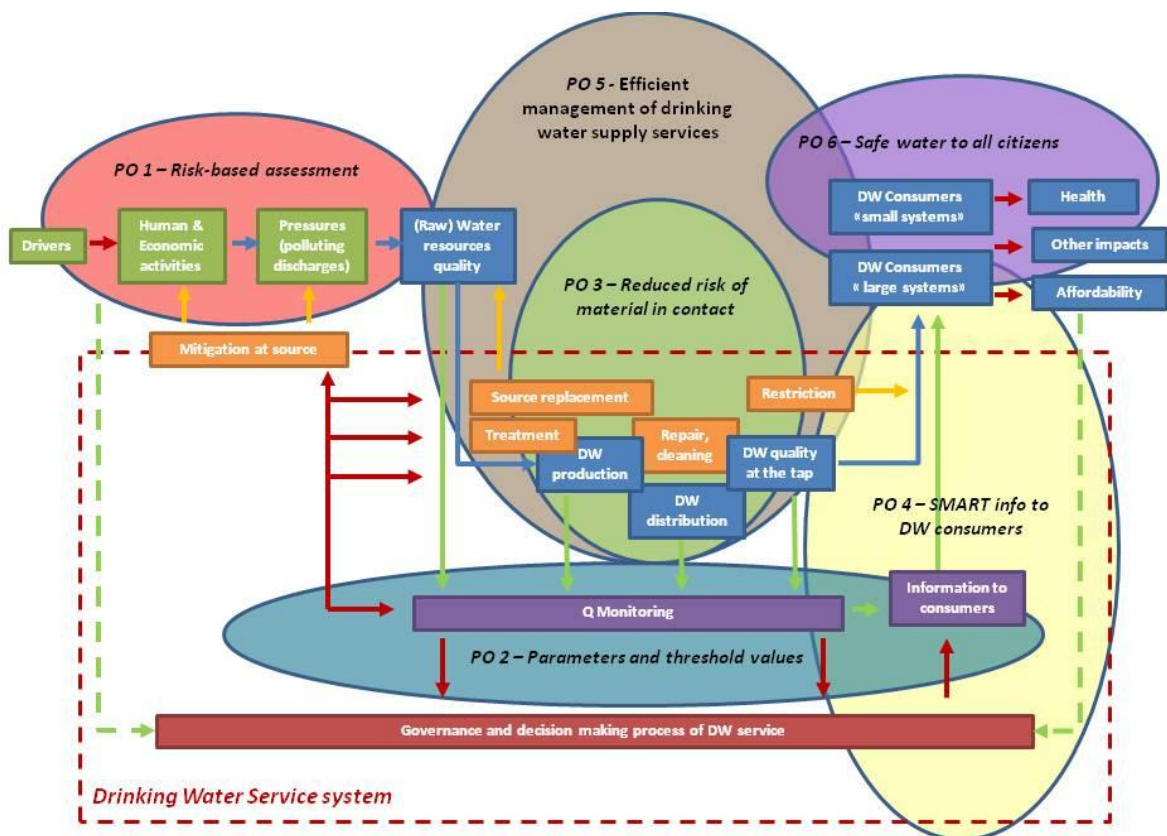 PO 5 - Efficient
management of drinking
water supply services
PO 6 – Safe water to all citizens
PO 1 – Risk-based assessment
Drivers
Human &
Economic
activities
Pressures
(polluting
discharges)
(Raw) Water
resources
quality
DW Consumers
«small systems»
Health
DW Consumers
«large systems»
Other impacts
Affordability
PO 3 – Reduced risk of
material in contact
Mitigation at source
Source replacement
Restriction
Treatment
DW
production
Repair,
cleaning
DW quality
at the tap
DW
distribution
PO 4 – SMART info to
DW consumers
Q Monitoring
Information to
consumers
PO 2 – Parameters and threshold values
Governance and decision making process of DW service
Drinking Water Service system